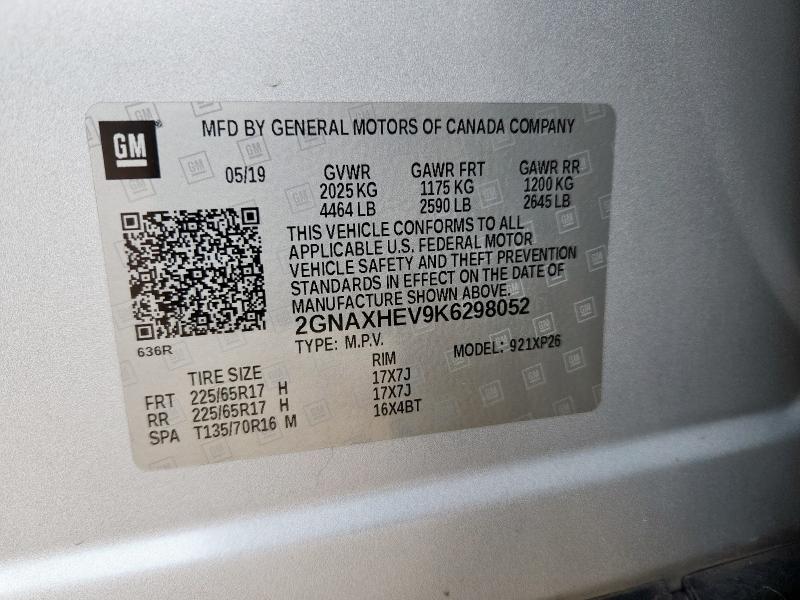 GM
MFD BY GENERAL MOTORS OF CANADA COMPANY
05/19 GVWR GAWR FRT GAWR RR
2025 KG 1175 KG 1200 KG
4464 LB 2590 LB 2645 LB
THIS VEHICLE CONFORMS TO ALL
APPLICABLE U.S. FEDERAL MOTOR
VEHICLE SAFETY AND THEFT PREVENTION
STANDARDS IN EFFECT ON THE DATE OF
MANUFACTURE SHOWN ABOVE.
2GNAXHEV9K6298052
636R
TYPE: M.P.V. MODEL: 921XP26
TIRE SIZE RIM
FRT 225/65R17 H 17X7J
RR 225/65R17 H 17X7J
SPA T135/70R16 M 16X4BT